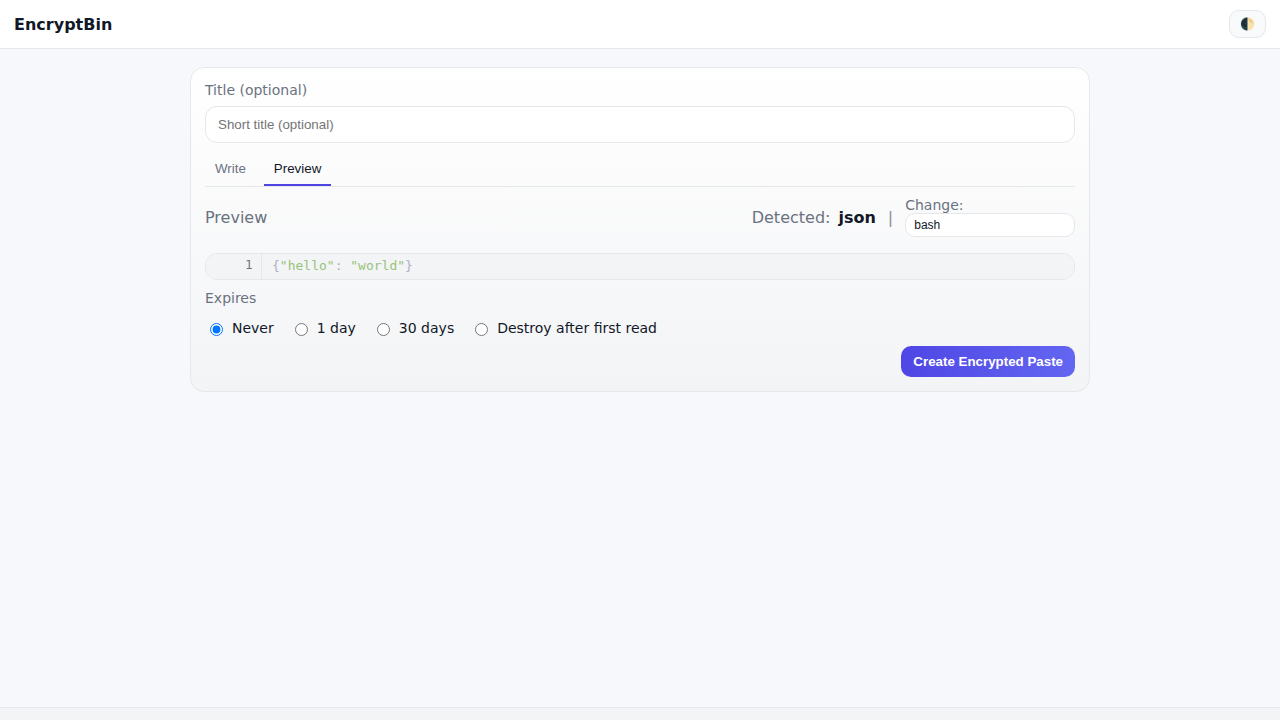 EncryptBin
Title (optional)
Short title (optional)
Write Preview
Preview Detected: json | Change:
bash
1 {"hello": "world"}
Expires
Never 1 day 30 days Destroy after first read
Create Encrypted Paste